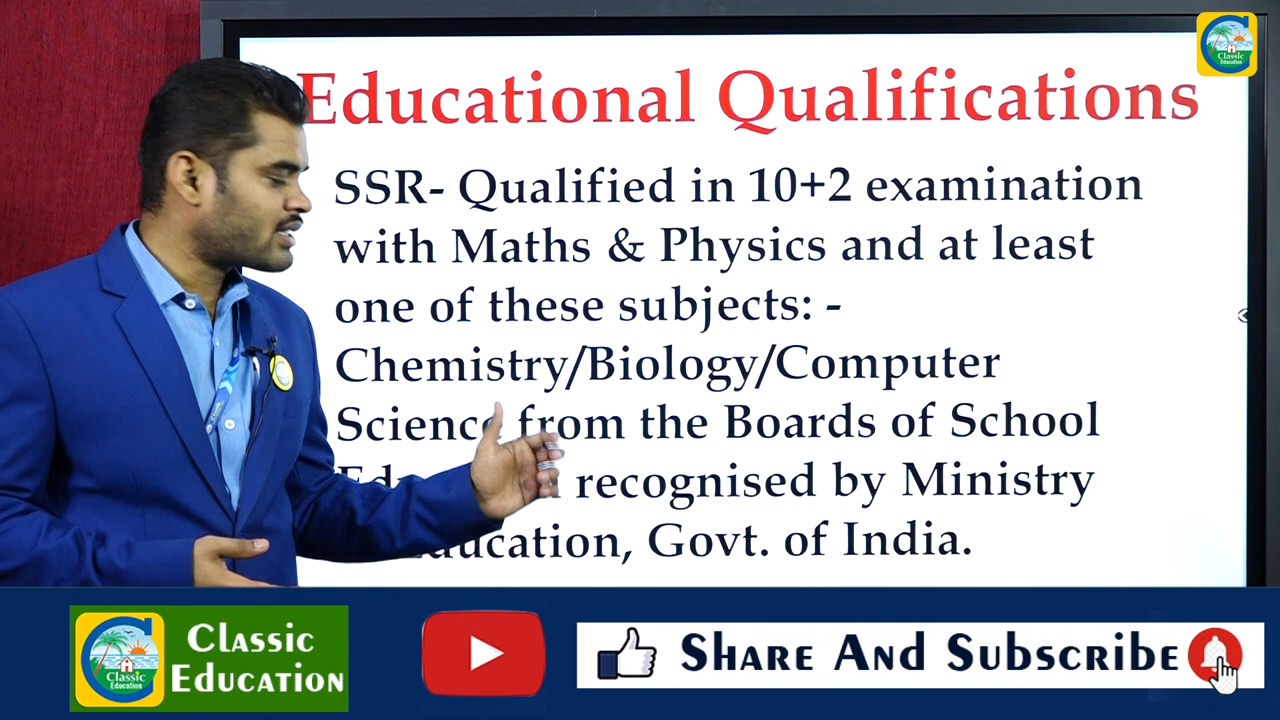 Educational Qualifications
SSR- Qualified in 10+2 examination
with Maths & Physics and at least
one of these subjects: -
Chemistry/Biology/Computer
Science from the Boards of School
recognised by Ministry
Education, Govt. of India.
Classic
Education
Classic
Education
Classic
Education
Share And Subscribe